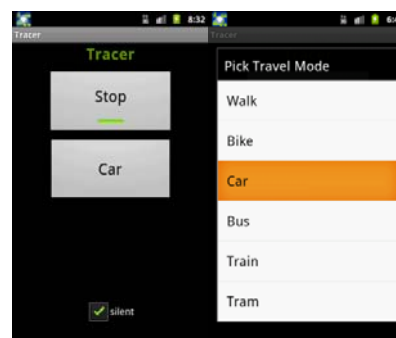 8:32
Tracer
Tracer
Stop
Car
silent
Tracer
Pick Travel Mode
Walk
Bike
Car
Bus
Train
Tram